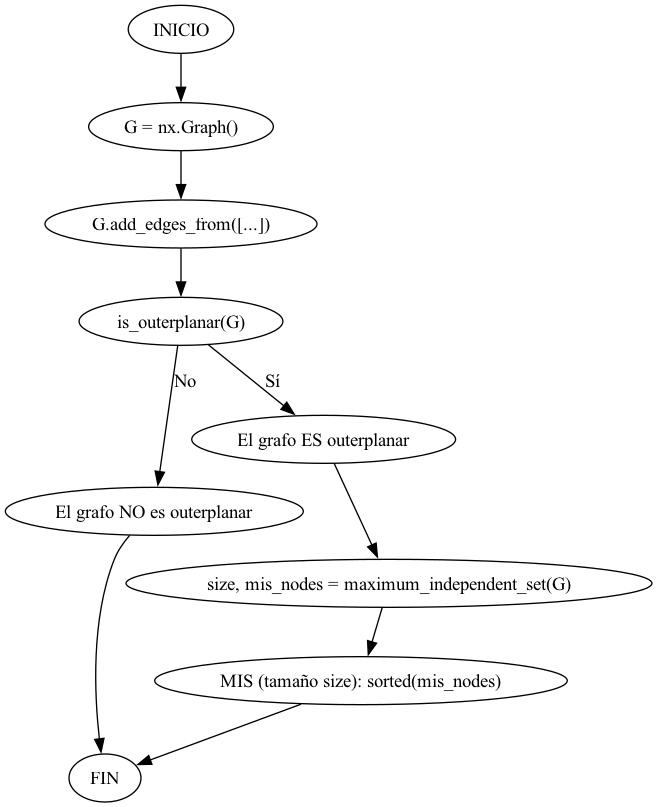 INICIO
G = nx.Graph()
G.add_edges_from([...])
is_outerplanar(G)
No
Sí
El grafo ES outerplanar
El grafo NO es outerplanar
size, mis_nodes = maximum_independent_set(G)
MIS (tamaño size): sorted(mis_nodes)
FIN